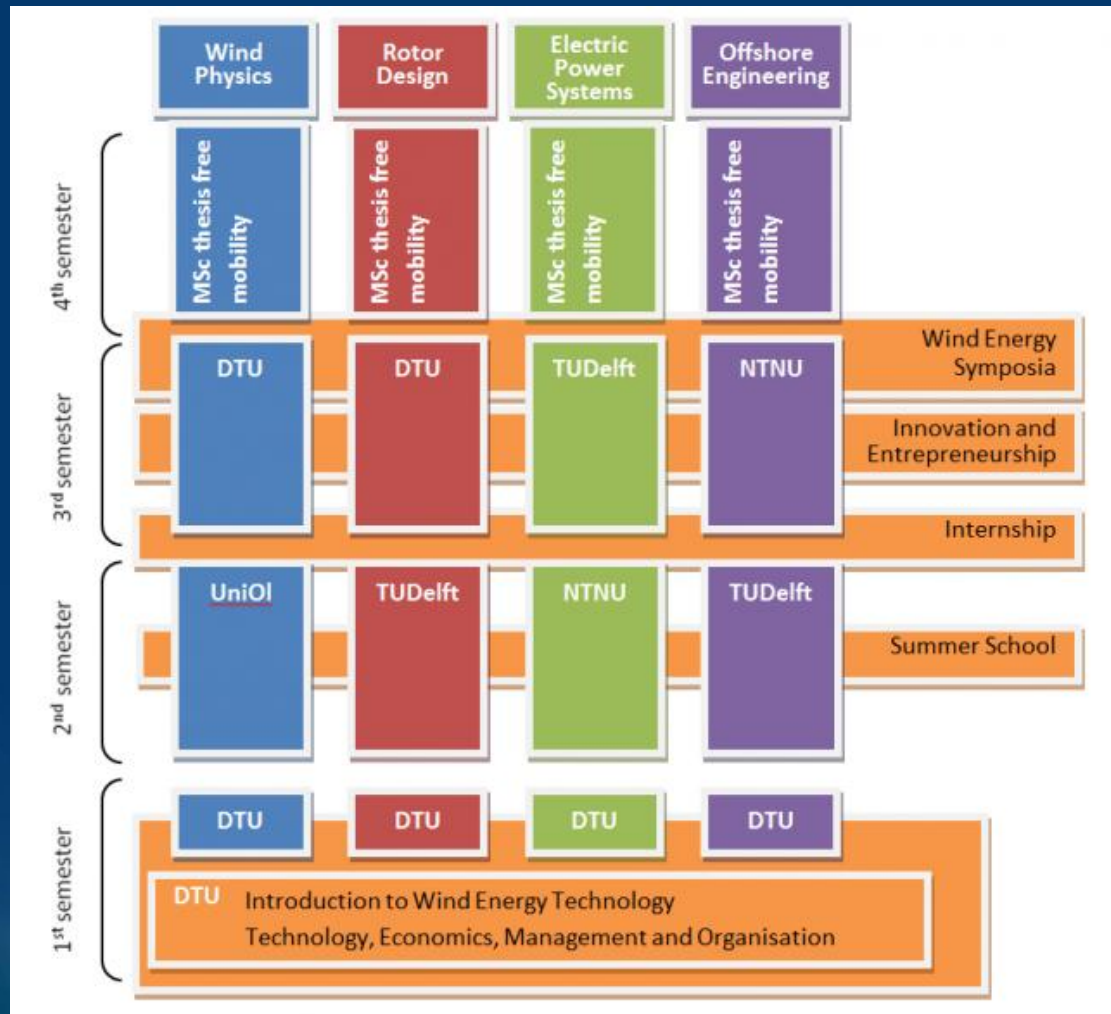 Wind
Physics
Rotor
Design
Electric
Power
Systems
Offshore
Engineering
4th semester
MSc thesis free
mobility
MSc thesis free
mobility
MSc thesis free
mobility
MSc thesis free
mobility
Wind Energy
Symposia
3rd semester
DTU
DTU
TUDelft
NTNU
Innovation and
Entrepreneurship
Internship
2nd semester
UniOl
TUDelft
NTNU
TUDelft
Summer School
1st semester
DTU
DTU
DTU
DTU
DTU Introduction to Wind Energy Technology
Technology, Economics, Management and Organisation